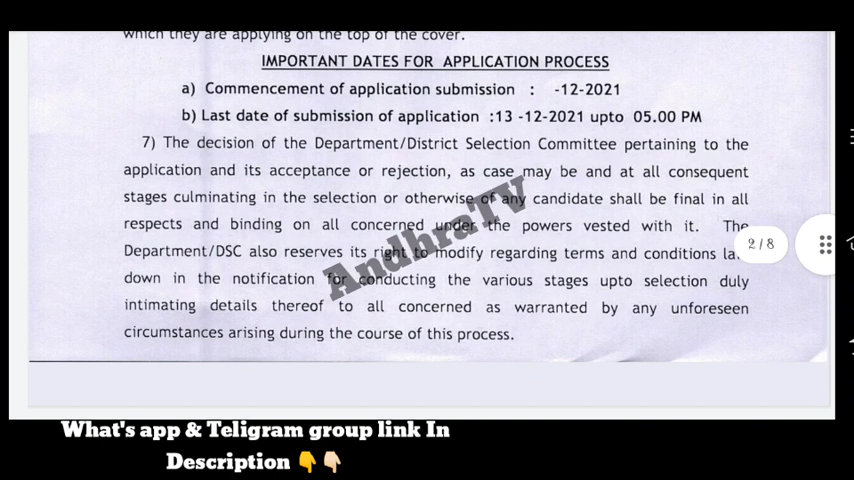 which they are applying on the top of the cover.
IMPORTANT DATES FOR APPLICATION PROCESS
a) Commencement of application submission : -12-2021
b) Last date of submission of application :13 -12-2021 upto 05.00 PM
7) The decision of the Department/District Selection Committee pertaining to the
application and its acceptance or rejection, as case may be and at all consequent
stages culminating in the selection or otherwise of any candidate shall be final in all
respects and binding on all concerned under the powers vested with it. The
Department/DSC also reserves its right to modify regarding terms and conditions la
down in the notification for conducting the various stages upto selection duly
intimating details thereof to all concerned as warranted by any unforeseen
circumstances arising during the course of this process.
AndhraTV
2/8
What's app & Teligram group link In
Description 👇👇🏻